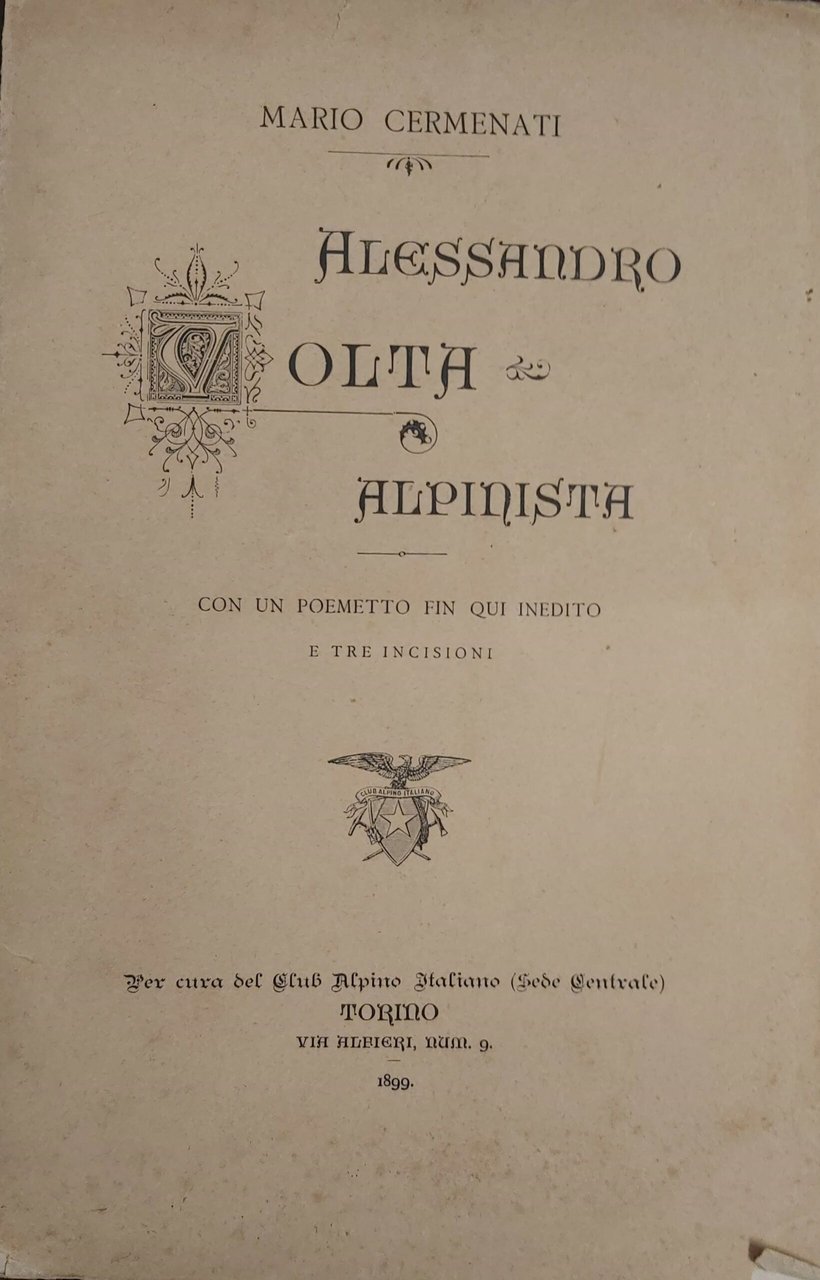 MARIO CERMENATI
ALESSANDRO
VOLTA
ALPINISTA
CON UN POEMETTO FIN QUI INEDITO
E TRE INCISIONI
CLUB ALPINO ITALIANO
Per cura del Club Alpino Italiano (Sede Centrale)
TORINO
VIA ALFIERI, NUM. 9.
1899.